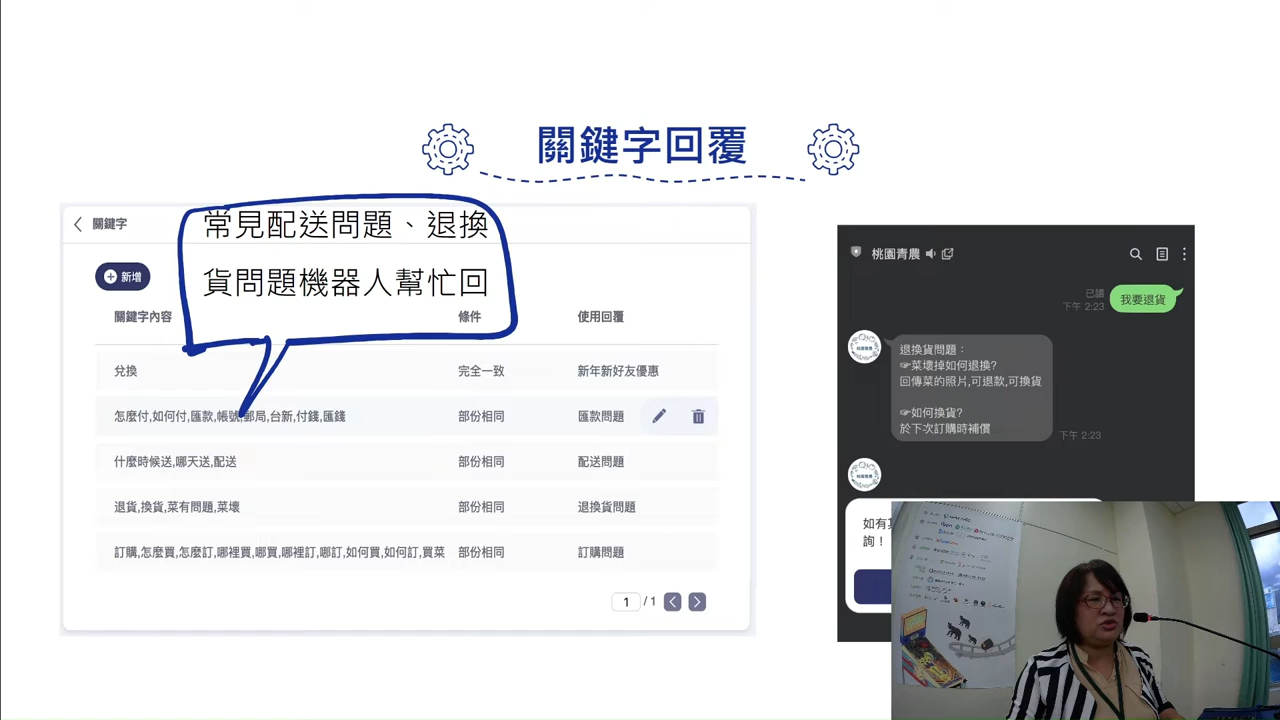 關鍵字回覆
關鍵字
常見配送問題、退換
貨問題機器人幫忙回
新增
關鍵字內容 條件 使用回覆
兌換 完全一致 新年新好友優惠
怎麼付,如何付,匯款,帳號,郵局,台新,付錢,匯錢 部份相同 匯款問題
什麼時候送,哪天送,配送 部份相同 配送問題
退貨,換貨,菜有問題,菜壞 部份相同 退換貨問題
訂購,怎麼買,怎麼訂,哪裡買,哪買,哪裡訂,哪訂,如何買,如何訂,買菜 部份相同 訂購問題
1 / 1
桃園青農
已讀
下午 2:23
我要退貨
退換貨問題：
☞菜壞掉如何退換?
回傳菜的照片,可退款,可換貨
☞如何換貨?
於下次訂購時補償
下午 2:23
如有
詢！